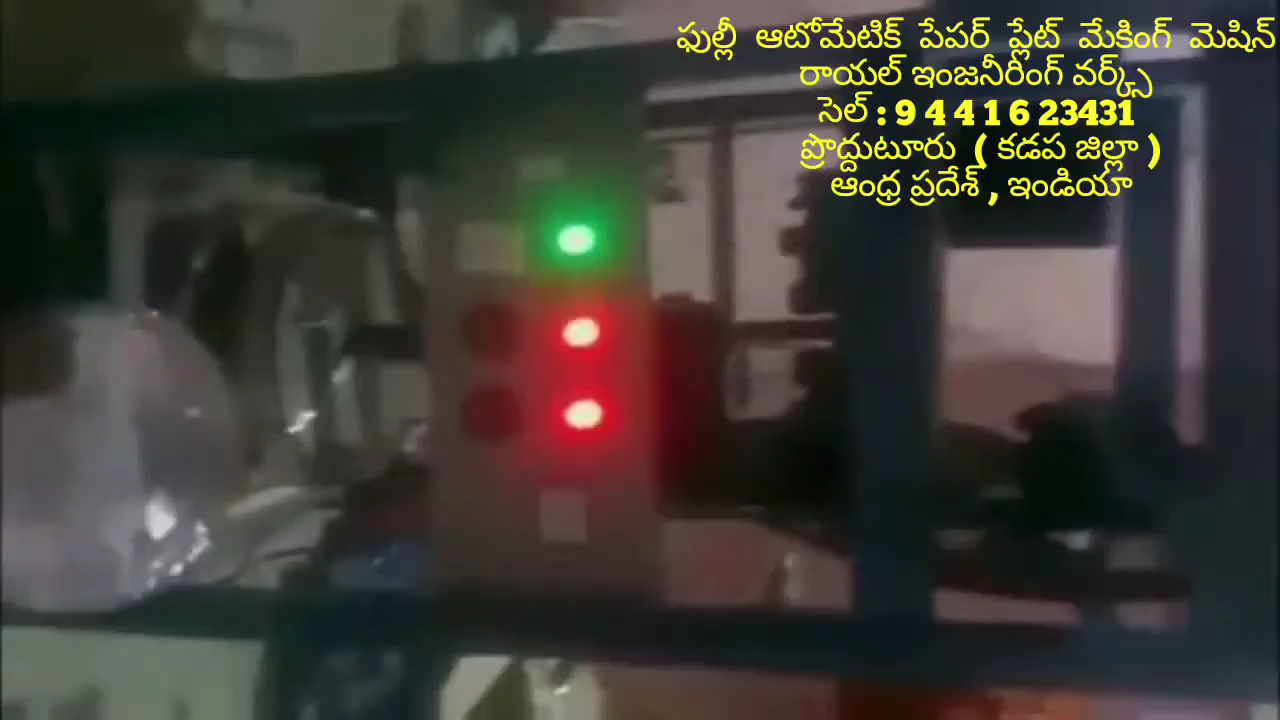 ఫుల్లీ ఆటోమేటిక్ పేపర్ ప్లేట్ మేకింగ్ మెషిన్
రాయల్ ఇంజనీరింగ్ వర్క్స్
సెల్ : 9 4 4 1 6 23431
ప్రొద్దుటూరు ( కడప జిల్లా )
ఆంధ్ర ప్రదేశ్ , ఇండియా